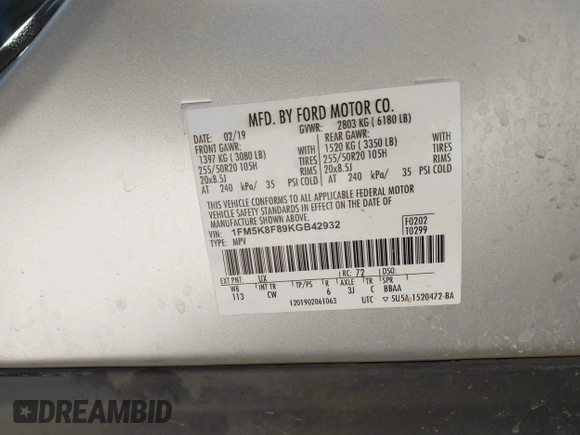 MFD. BY FORD MOTOR CO.
DATE: 02/19 GVWR: 2803 KG ( 6180 LB)
FRONT GAWR: REAR GAWR:
1397 KG ( 3080 LB) WITH 1520 KG ( 3350 LB) WITH
255/50R20 105H TIRES 255/50R20 105H TIRES
20x8.5J RIMS 20x8.5J RIMS
AT 240 kPa/ 35 PSI COLD AT 240 kPa/ 35 PSI COLD
THIS VEHICLE CONFORMS TO ALL APPLICABLE FEDERAL MOTOR
VEHICLE SAFETY, BUMPER, AND THEFT PREVENTION STANDARDS IN EFFECT ON THE DATE OF
MANUFACTURE SHOWN ABOVE.
VIN: 1FM5K8F89KGB42932 F0202
TYPE: MPV T0299
EXT PNT: UX RC: 72 DSO:
WB INT TR TP/PS R AXLE TR SPR
113 CW 6 3J C BBAA
1201902061063 UTC 5U5A-1520472-BA
DREAMBID